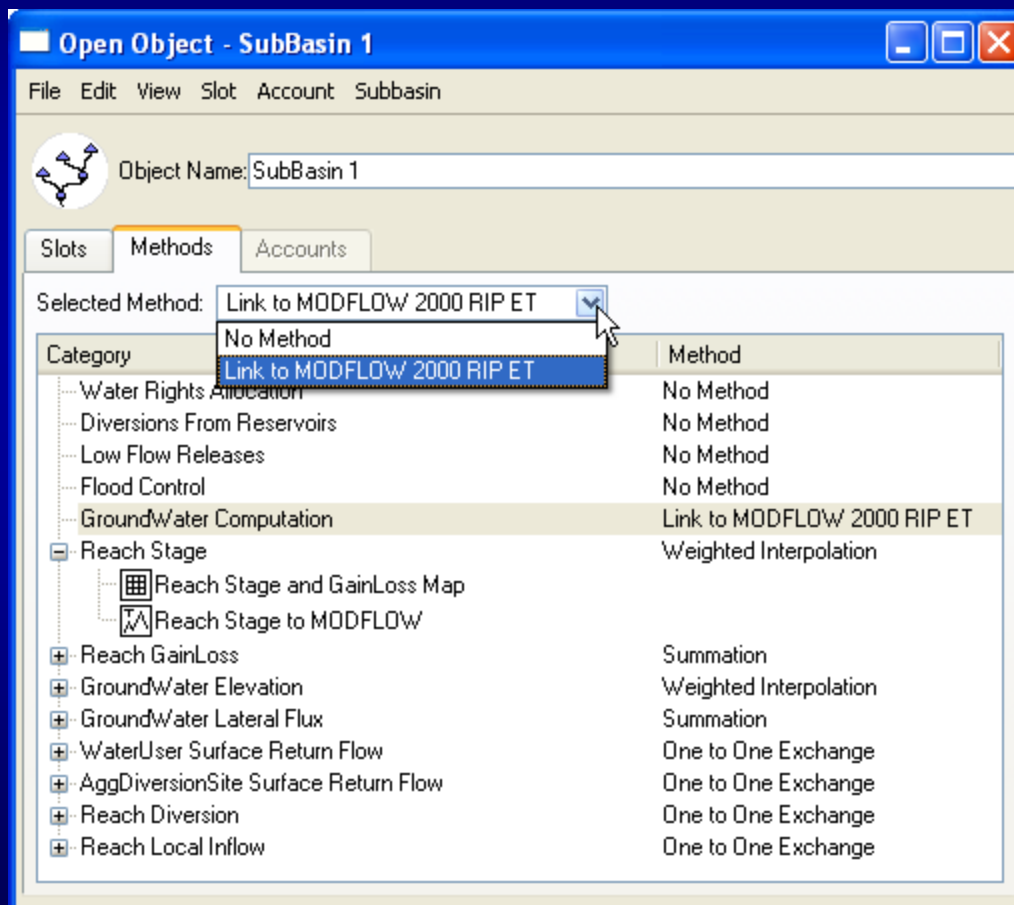 Open Object - SubBasin 1
File Edit View Slot Account Subbasin
Object Name: SubBasin 1
Slots Methods Accounts
Selected Method: Link to MODFLOW 2000 RIP ET
No Method
Link to MODFLOW 2000 RIP ET
Category Method
Water Rights Allocation No Method
Diversions From Reservoirs No Method
Low Flow Releases No Method
Flood Control No Method
GroundWater Computation Link to MODFLOW 2000 RIP ET
Reach Stage Weighted Interpolation
Reach Stage and GainLoss Map
Reach Stage to MODFLOW
Reach GainLoss Summation
GroundWater Elevation Weighted Interpolation
GroundWater Lateral Flux Summation
WaterUser Surface Return Flow One to One Exchange
AggDiversionSite Surface Return Flow One to One Exchange
Reach Diversion One to One Exchange
Reach Local Inflow One to One Exchange